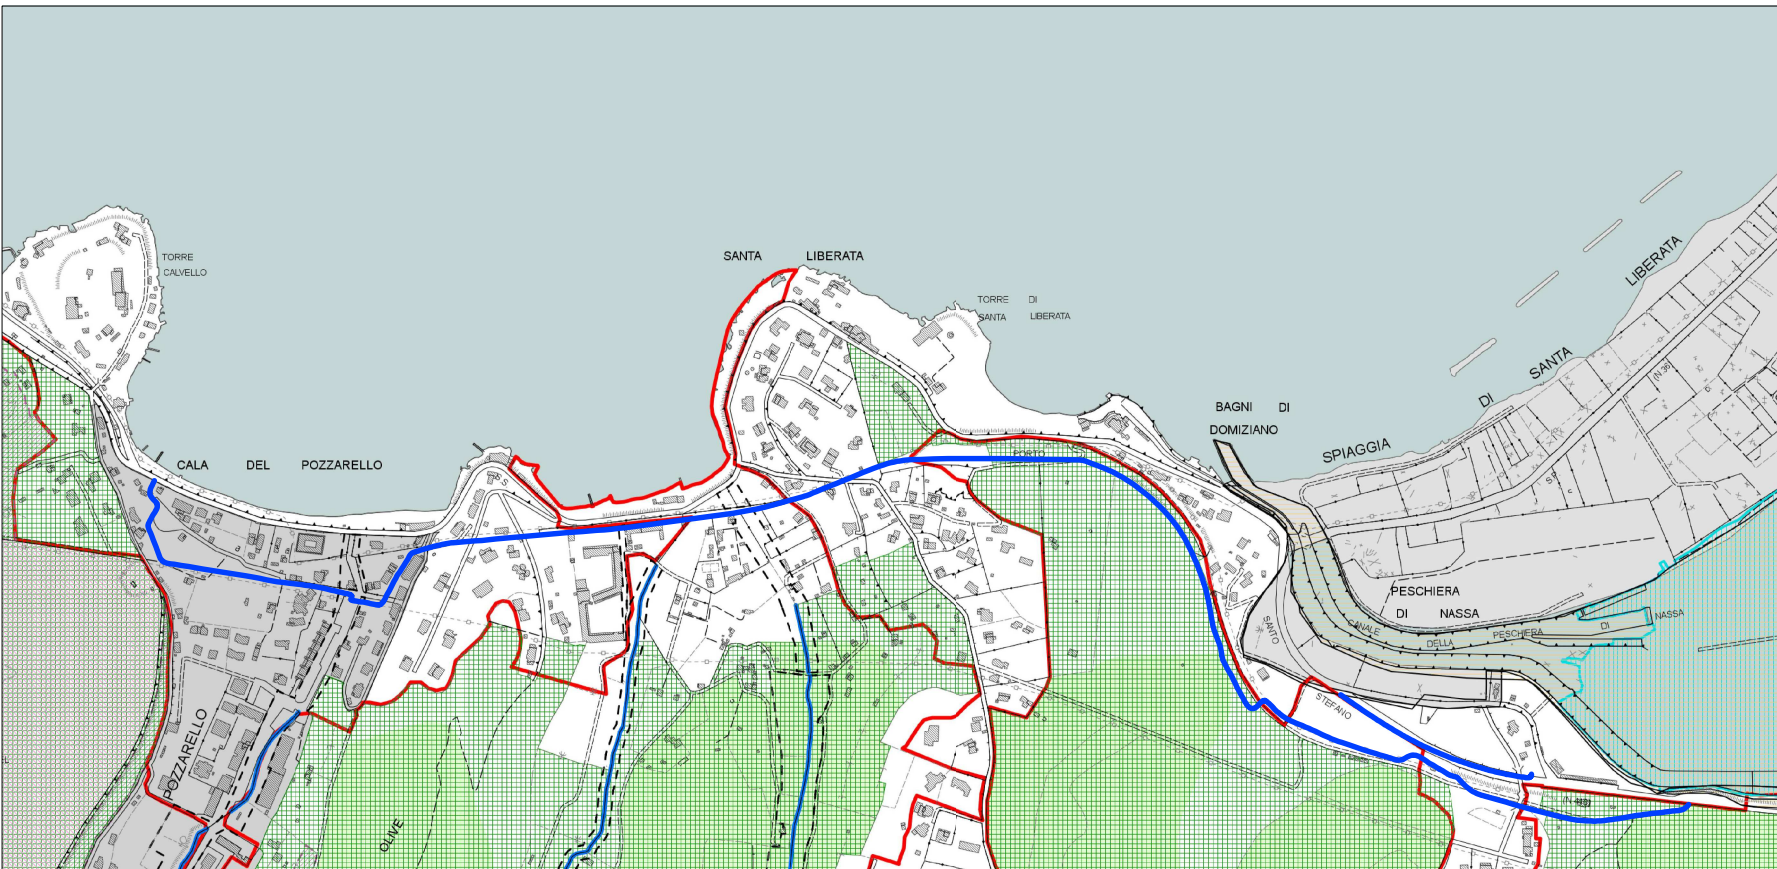 TORRE
CALVELLO
SANTA LIBERATA
TORRE DI
SANTA LIBERATA
LIBERATA
SANTA
DI
SPIAGGIA
BAGNI DI
DOMIZIANO
CALA DEL POZZARELLO
PORTO
PESCHIERA
DI NASSA
CANALE DELLA PESCHIERA DI NASSA
SANTO
STEFANO
POZZARELLO
OLIVE